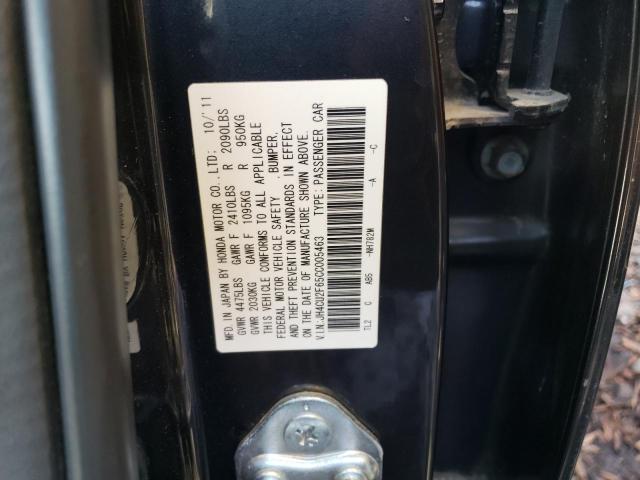 MFD. IN JAPAN BY HONDA MOTOR CO., LTD: 10/'11
GVWR 4475LBS GAWR F 2410LBS R 2090LBS
GVWR 2030KG GAWR F 1095KG R 950KG
THIS VEHICLE CONFORMS TO ALL APPLICABLE
FEDERAL MOTOR VEHICLE SAFETY ,BUMPER,
AND THEFT PREVENTION STANDARDS IN EFFECT
ON THE DATE OF MANUFACTURE SHOWN ABOVE.
V.I.N.:JH4CU2F65CC005463 TYPE: PASSENGER CAR
TL2 C AB5 -NH782M -A -C